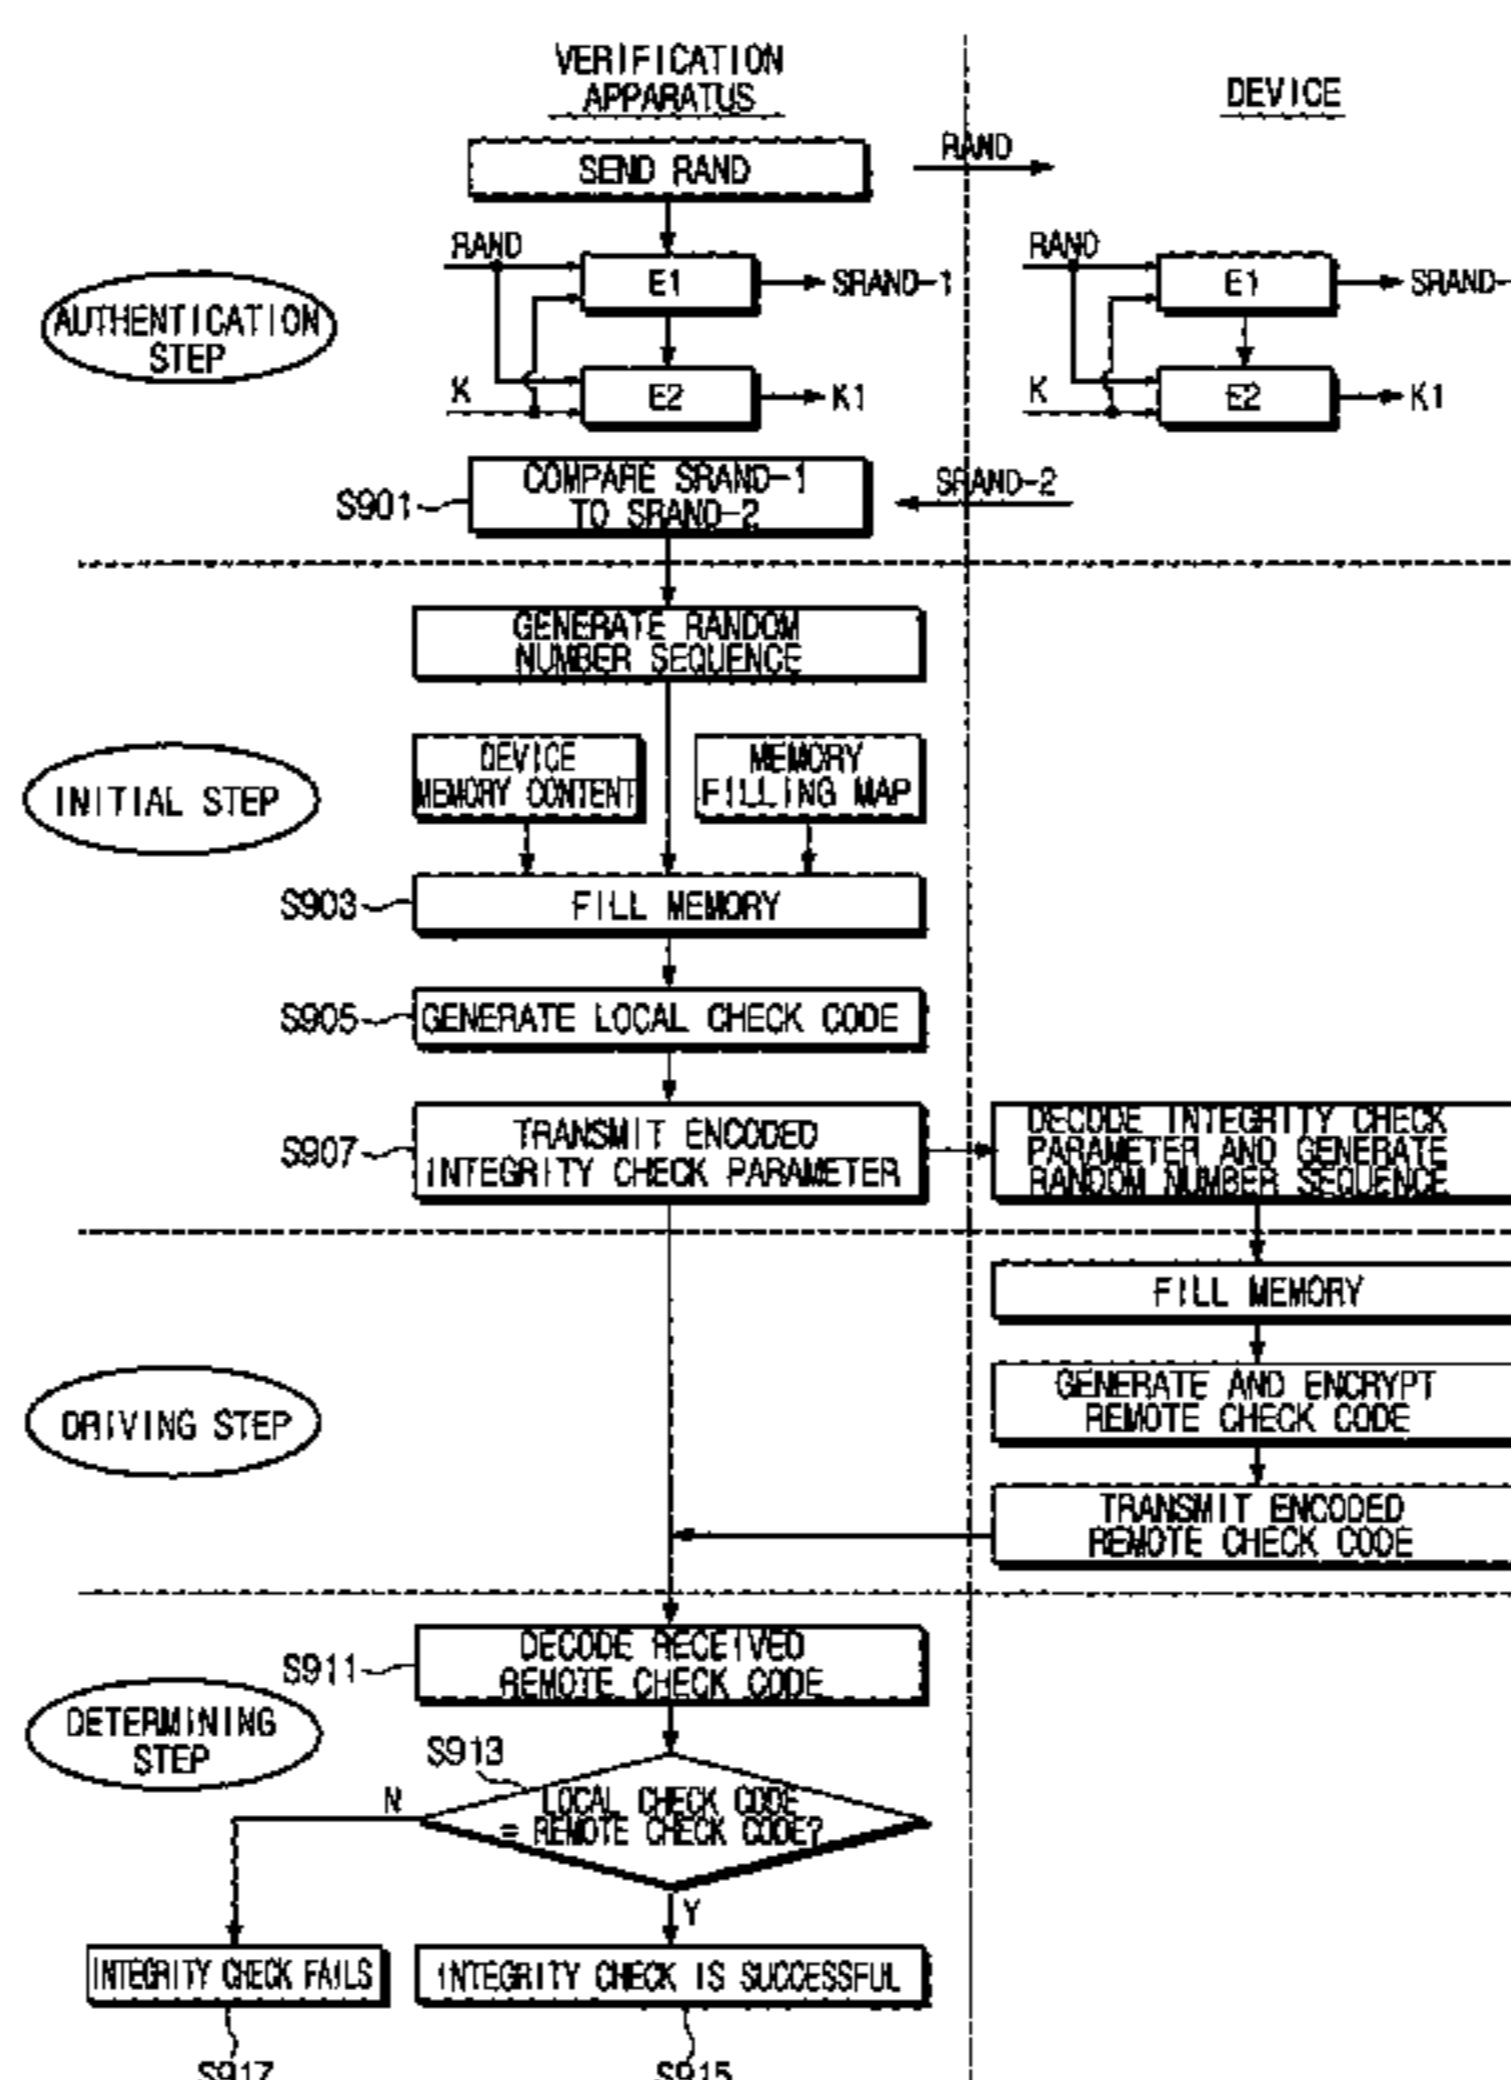 VERIFICATION
APPARATUS
DEVICE
SEND RAND
RAND
AUTHENTICATION
STEP
RAND
E1
SRAND-1
K
E2
K1
RAND
E1
SRAND-
K
E2
K1
S901
COMPARE SRAND-1
TO SRAND-2
SRAND-2
GENERATE RANDOM
NUMBER SEQUENCE
INITIAL STEP
DEVICE
MEMORY CONTENT
MEMORY
FILLING MAP
S903
FILL MEMORY
S905
GENERATE LOCAL CHECK CODE
S907
TRANSMIT ENCODED
INTEGRITY CHECK PARAMETER
DECODE INTEGRITY CHECK
PARAMETER AND GENERATE
RANDOM NUMBER SEQUENCE
DRIVING STEP
FILL MEMORY
GENERATE AND ENCRYPT
REMOTE CHECK CODE
TRANSMIT ENCODED
REMOTE CHECK CODE
DETERMINING
STEP
S911
DECODE RECEIVED
REMOTE CHECK CODE
S913
LOCAL CHECK CODE
= REMOTE CHECK CODE?
N
Y
INTEGRITY CHECK FAILS
INTEGRITY CHECK IS SUCCESSFUL
S917
S915